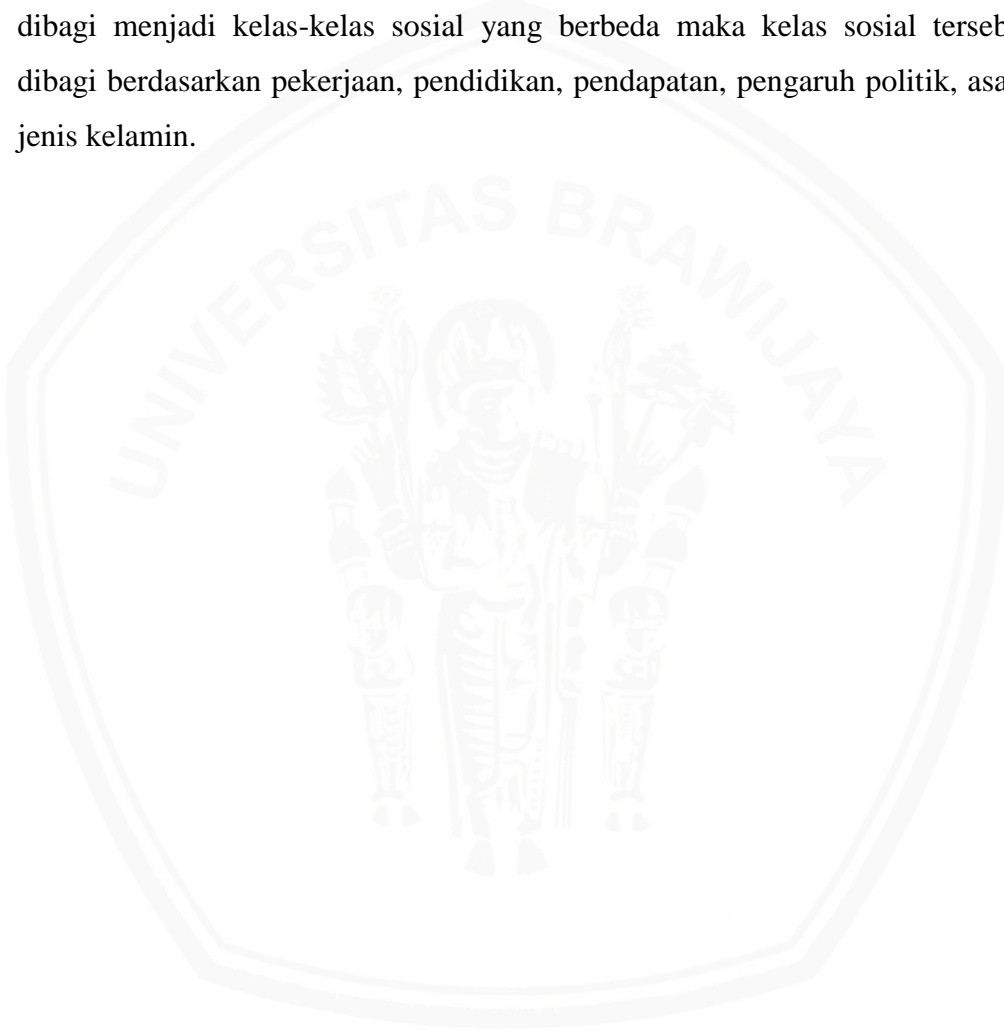 dibagi menjadi kelas-kelas sosial yang berbeda maka kelas sosial terseb
dibagi berdasarkan pekerjaan, pendidikan, pendapatan, pengaruh politik, asa
jenis kelamin.
UNIVERSITAS BRAWIJAYA